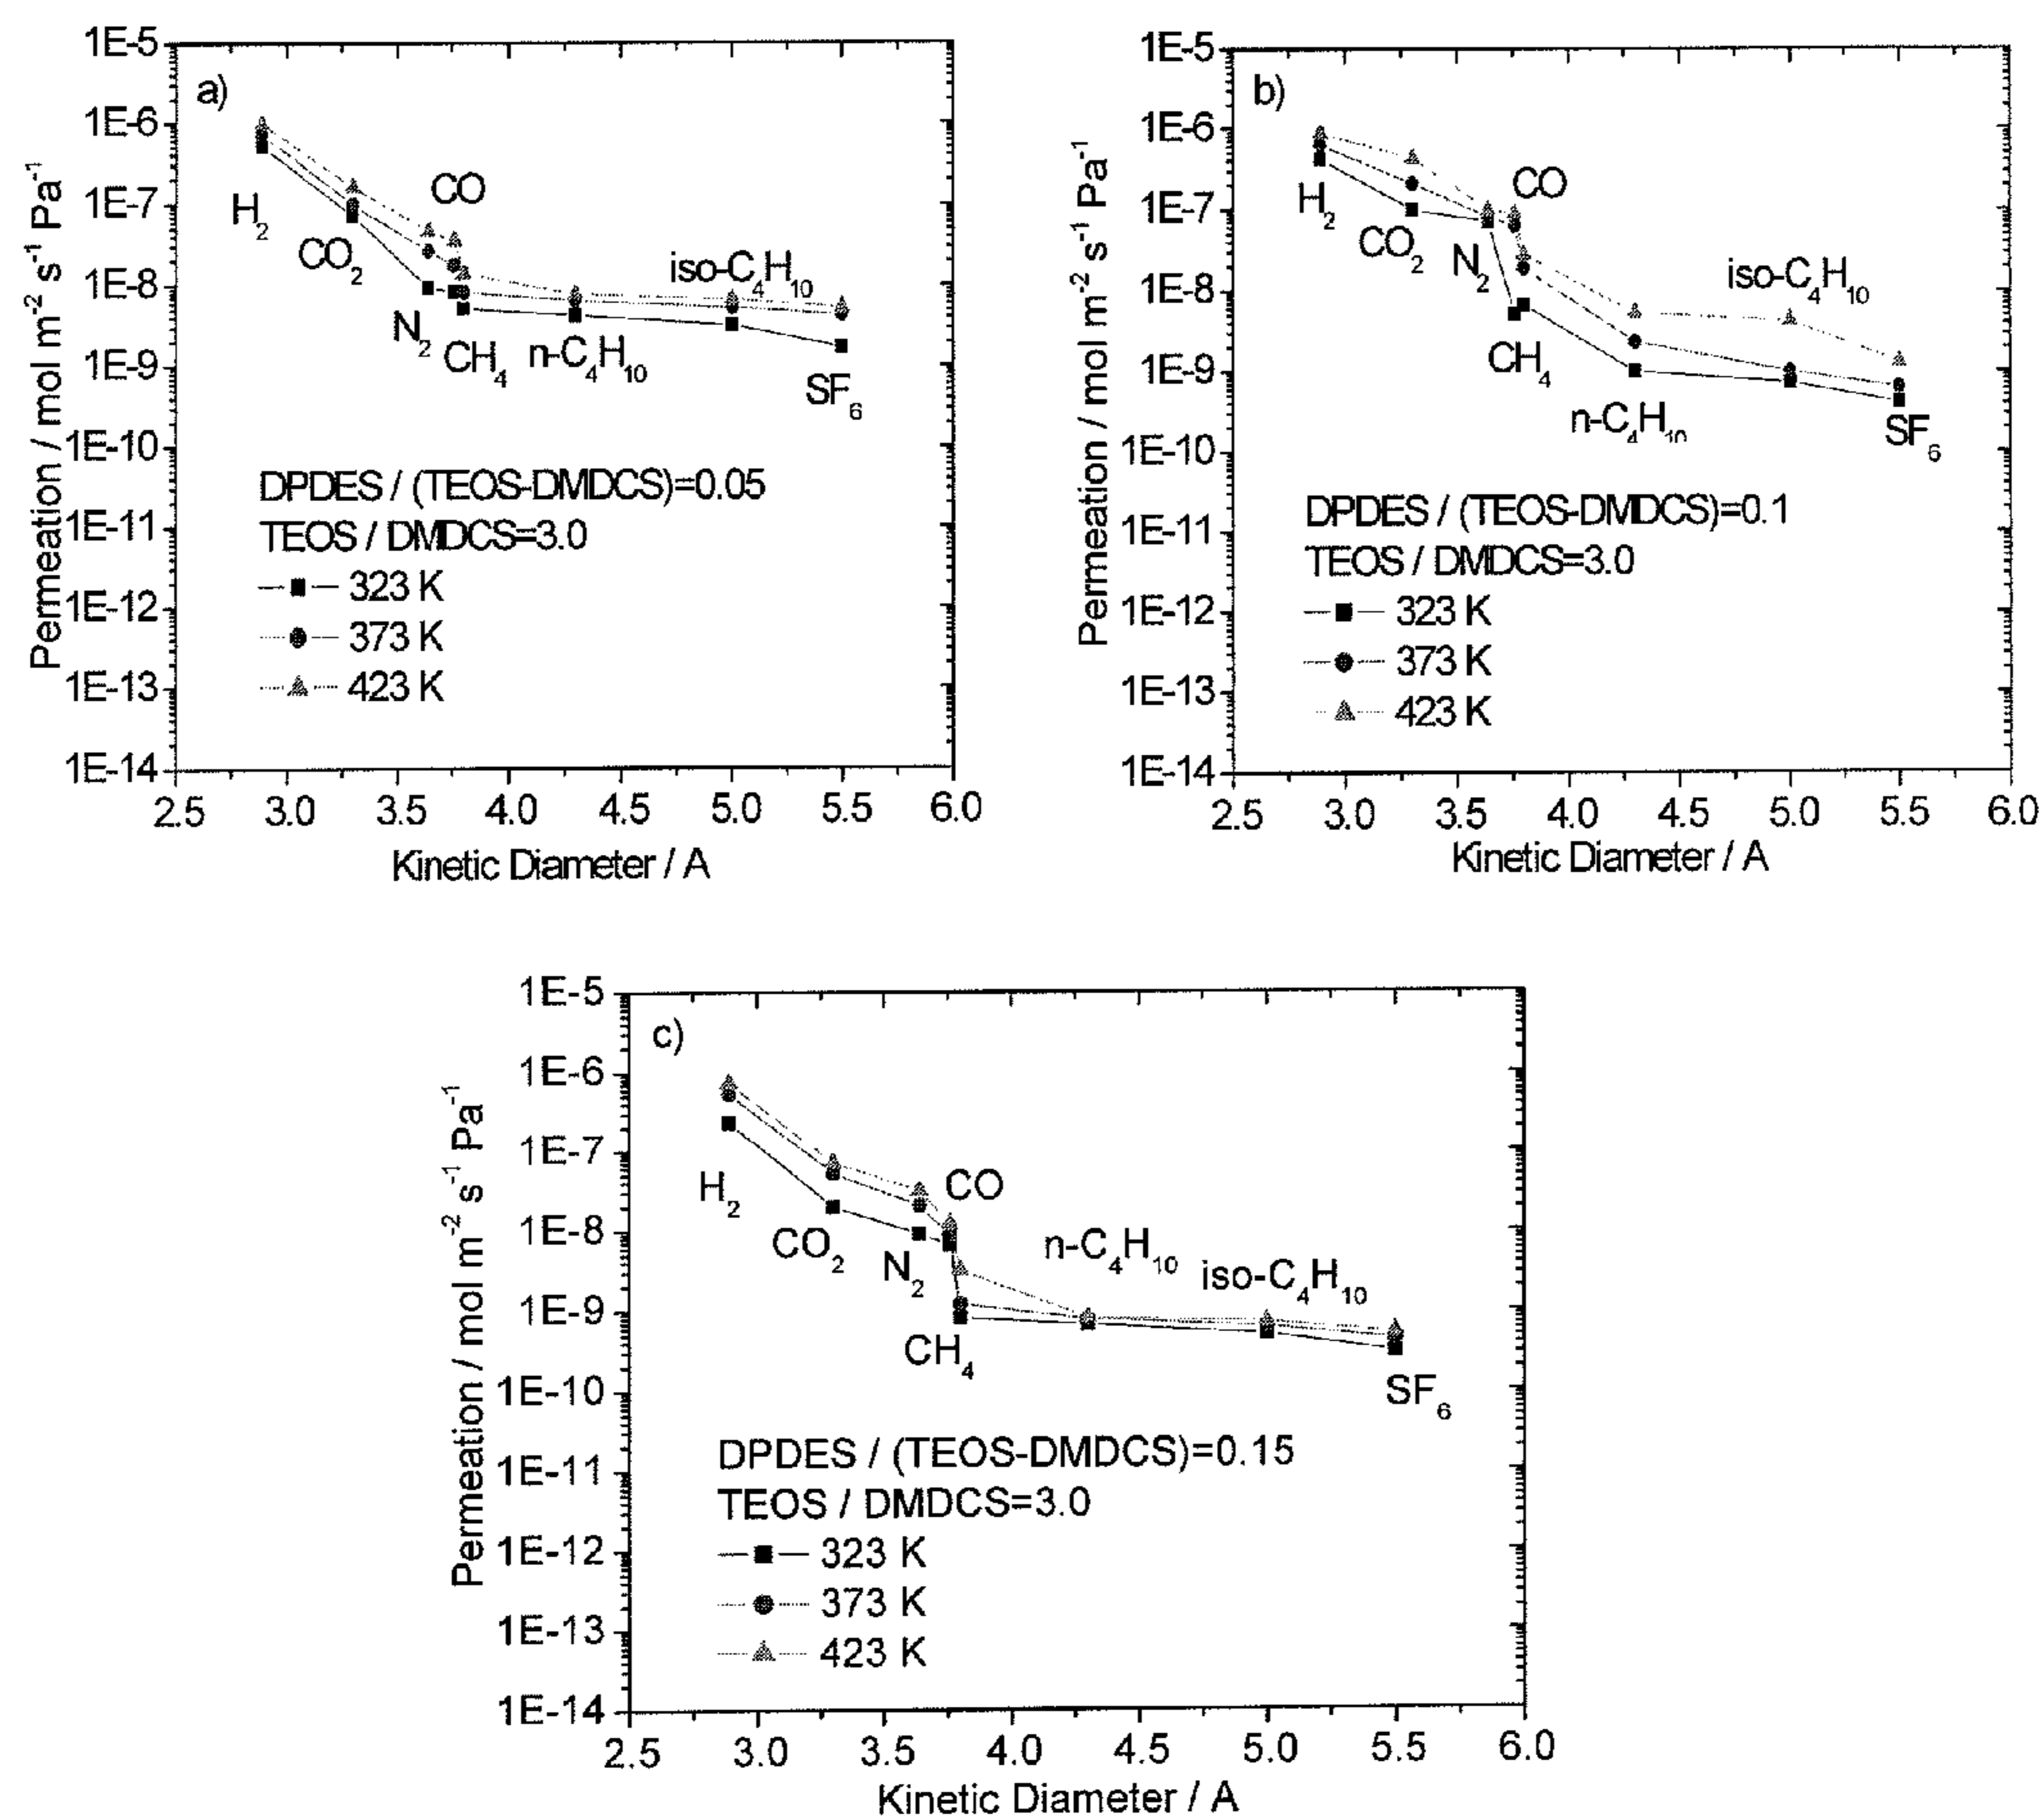 a)
1E-5
1E-6
1E-7
1E-8
1E-9
1E-10
1E-11
1E-12
1E-13
1E-14
Permeation / mol m⁻² s⁻¹ Pa⁻¹
H₂
CO₂
N₂
CO
CH₄
n-C₄H₁₀
iso-C₄H₁₀
SF₆
DPDES / (TEOS-DMDCS)=0.05
TEOS / DMDCS=3.0
323 K
373 K
423 K
2.5 3.0 3.5 4.0 4.5 5.0 5.5 6.0
Kinetic Diameter / A
b)
1E-5
1E-6
1E-7
1E-8
1E-9
1E-10
1E-11
1E-12
1E-13
1E-14
Permeation / mol m⁻² s⁻¹ Pa⁻¹
H₂
CO₂
N₂
CO
CH₄
n-C₄H₁₀
iso-C₄H₁₀
SF₆
DPDES / (TEOS-DMDCS)=0.1
TEOS / DMDCS=3.0
323 K
373 K
423 K
2.5 3.0 3.5 4.0 4.5 5.0 5.5 6.0
Kinetic Diameter / A
c)
1E-5
1E-6
1E-7
1E-8
1E-9
1E-10
1E-11
1E-12
1E-13
1E-14
Permeation / mol m⁻² s⁻¹ Pa⁻¹
H₂
CO₂
N₂
CO
CH₄
n-C₄H₁₀
iso-C₄H₁₀
SF₆
DPDES / (TEOS-DMDCS)=0.15
TEOS / DMDCS=3.0
323 K
373 K
423 K
2.5 3.0 3.5 4.0 4.5 5.0 5.5 6.0
Kinetic Diameter / A